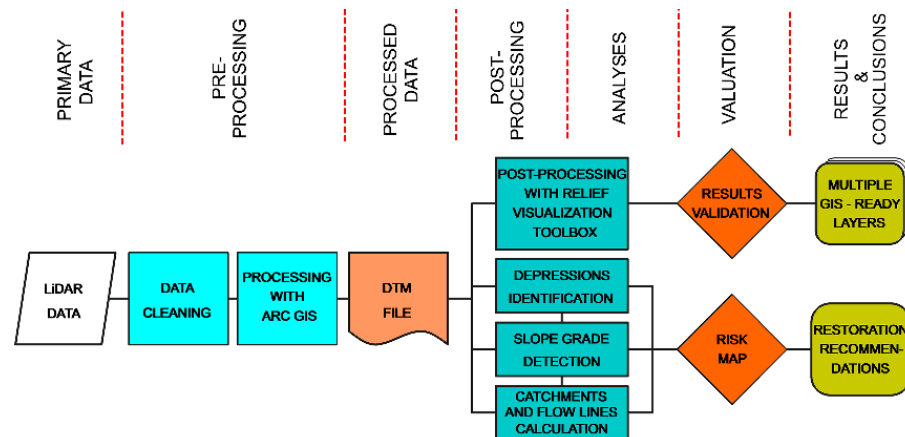 PRIMARY
DATA
PRE-
PROCESSING
PROCESSED
DATA
POST-
PROCESSING
ANALYSES
VALUATION
RESULTS
&
CONCLUSIONS
LiDAR
DATA
DATA
CLEANING
PROCESSING
WITH
ARC GIS
DTM
FILE
POST-PROCESSING
WITH RELIEF
VISUALIZATION
TOOLBOX
DEPRESSIONS
IDENTIFICATION
SLOPE GRADE
DETECTION
CATCHMENTS
AND FLOW LINES
CALCULATION
RESULTS
VALIDATION
RISK
MAP
MULTIPLE
GIS - READY
LAYERS
RESTORATION
RECOMMEN-
DATIONS